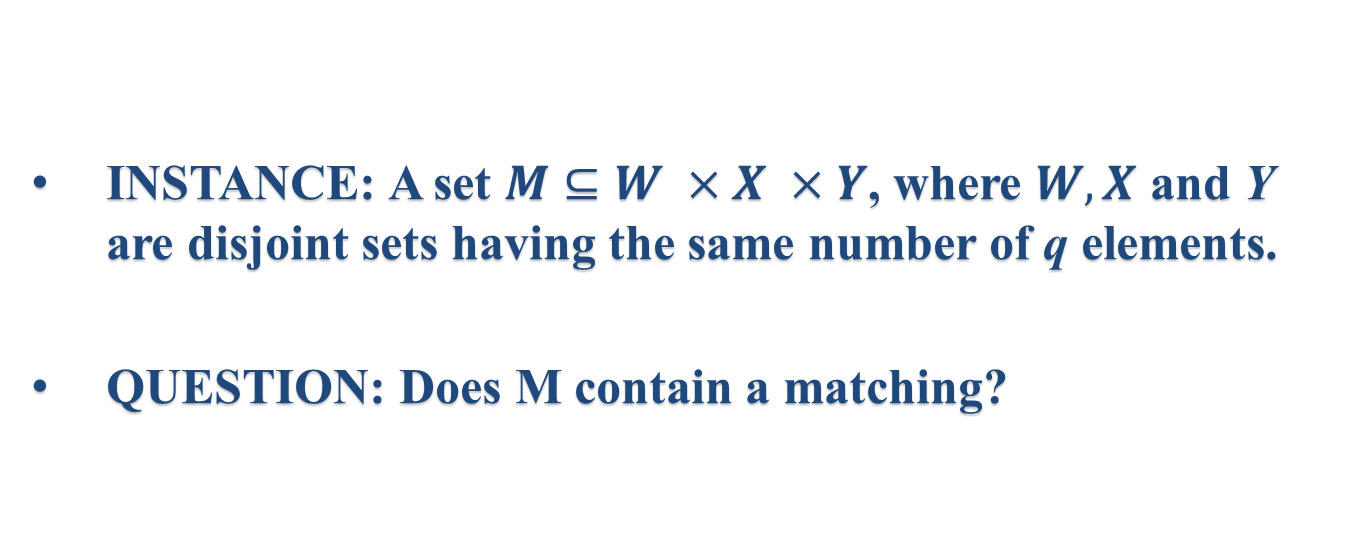 • INSTANCE: A set M ⊆ W × X × Y, where W, X and Y
are disjoint sets having the same number of q elements.
• QUESTION: Does M contain a matching?